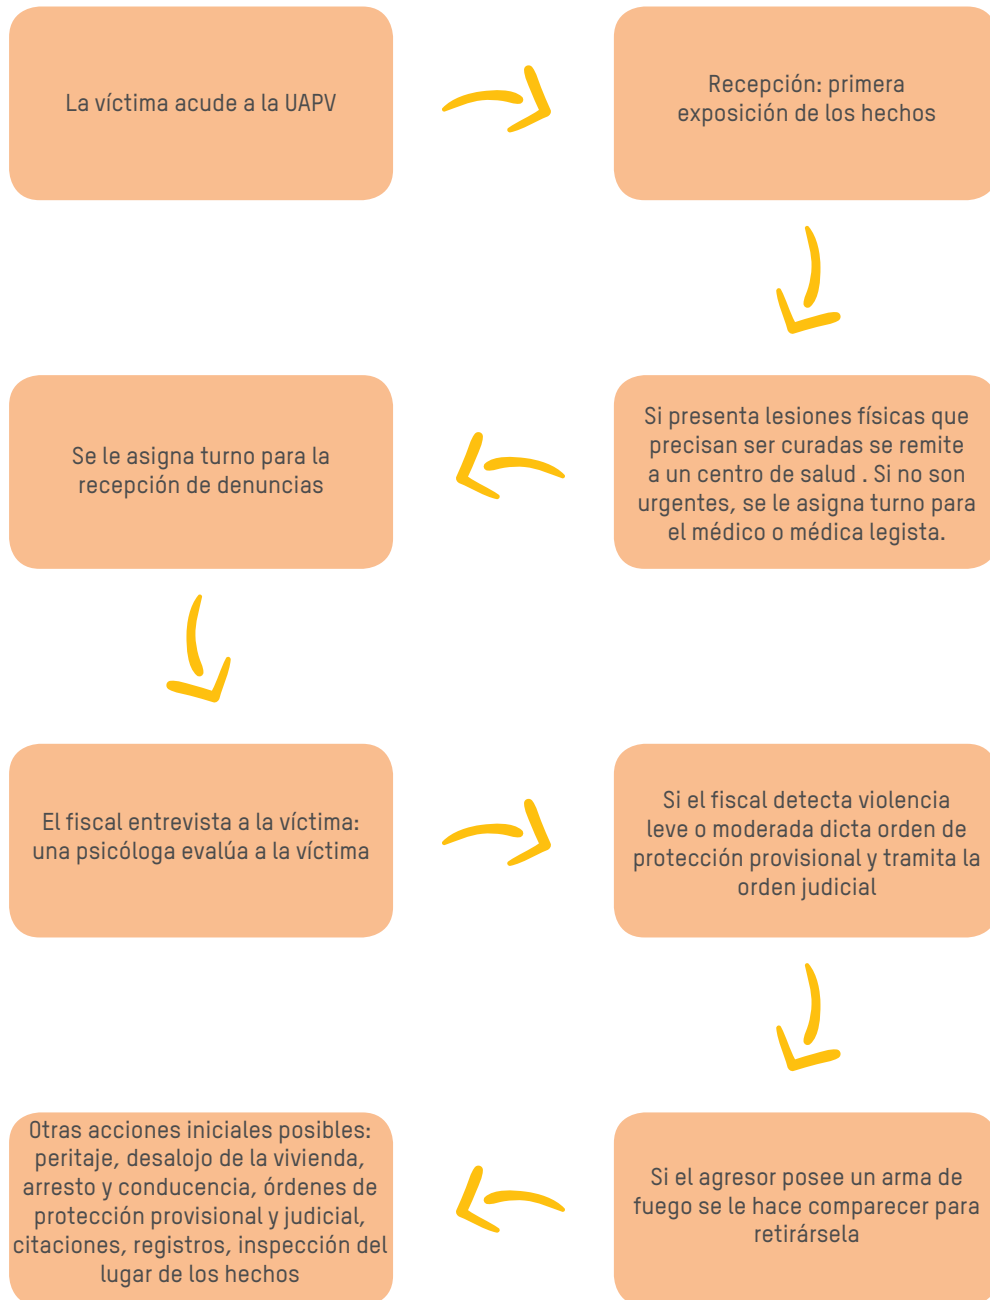 La víctima acude a la UAPV
Recepción: primera
exposición de los hechos
Si presenta lesiones físicas que
precisan ser curadas se remite
a un centro de salud . Si no son
urgentes, se le asigna turno para
el médico o médica legista.
Se le asigna turno para la
recepción de denuncias
El fiscal entrevista a la víctima:
una psicóloga evalúa a la víctima
Si el fiscal detecta violencia
leve o moderada dicta orden de
protección provisional y tramita la
orden judicial
Si el agresor posee un arma de
fuego se le hace comparecer para
retirársela
Otras acciones iniciales posibles:
peritaje, desalojo de la vivienda,
arresto y conducencia, órdenes de
protección provisional y judicial,
citaciones, registros, inspección del
lugar de los hechos